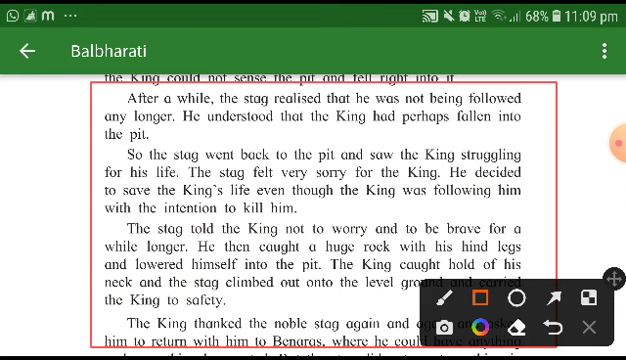 M ... VoI) LTE 68% 11:09 pm
Balbharati
the King could not sense the pit and fell right into it
After a while, the stag realised that he was not being followed
any longer. He understood that the King had perhaps fallen into
the pit.
So the stag went back to the pit and saw the King struggling
for his life. The stag felt very sorry for the King. He decided
to save the King's life even though the King was following him
with the intention to kill him.
The stag told the King not to worry and to be brave for a
while longer. He then caught a huge rock with his hind legs
and lowered himself into the pit. The King caught hold of his
neck and the stag climbed out onto the level ground and carried
the King to safety.
The King thanked the noble stag again and
him to return with him to Benaras, where he could have anything